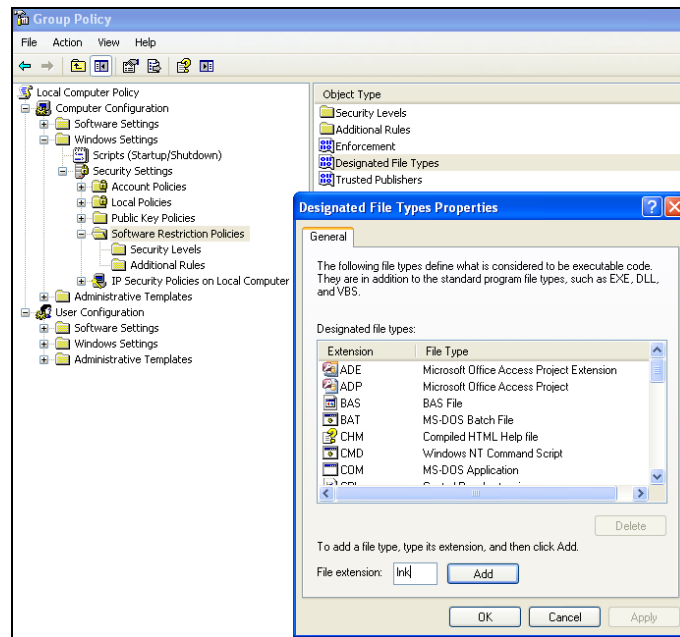 Group Policy
File Action View Help
Local Computer Policy
Computer Configuration
Software Settings
Windows Settings
Scripts (Startup/Shutdown)
Security Settings
Account Policies
Local Policies
Public Key Policies
Software Restriction Policies
Security Levels
Additional Rules
IP Security Policies on Local Computer
Administrative Templates
User Configuration
Software Settings
Windows Settings
Administrative Templates
Object Type
Security Levels
Additional Rules
Enforcement
Designated File Types
Trusted Publishers
Designated File Types Properties
General
The following file types define what is considered to be executable code.
They are in addition to the standard program file types, such as EXE, DLL,
and VBS.
Designated file types:
Extension File Type
ADE Microsoft Office Access Project Extension
ADP Microsoft Office Access Project
BAS BAS File
BAT MS-DOS Batch File
CHM Compiled HTML Help file
CMD Windows NT Command Script
COM MS-DOS Application
Delete
To add a file type, type its extension, and then click Add.
File extension: lnk Add
OK Cancel Apply